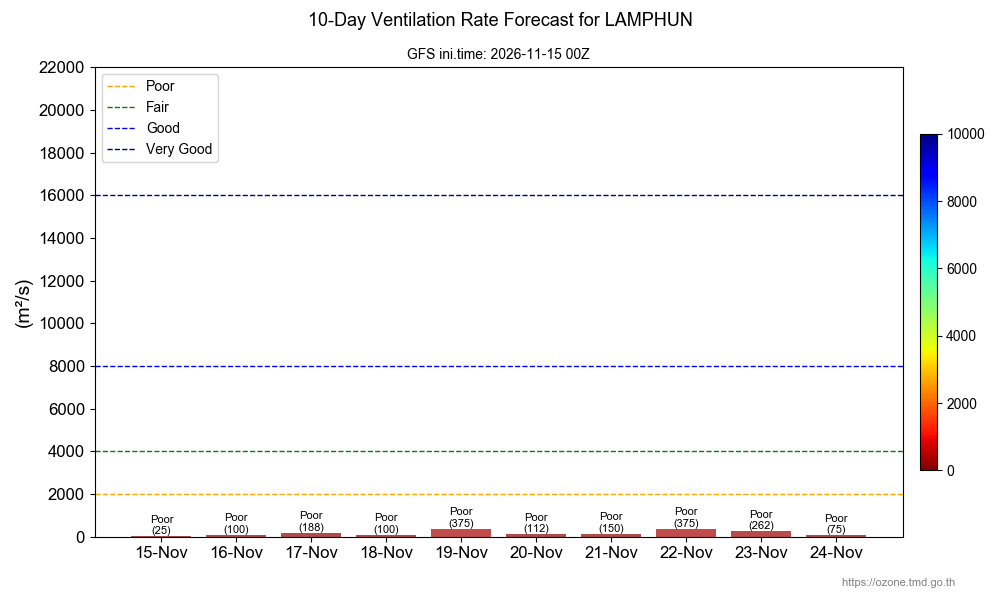 10-Day Ventilation Rate Forecast for LAMPHUN
GFS ini.time: 2026-11-15 00Z
(m²/s)
22000
20000
18000
16000
14000
12000
10000
8000
6000
4000
2000
0
Poor
Fair
Good
Very Good
Poor
(25)
Poor
(100)
Poor
(188)
Poor
(100)
Poor
(375)
Poor
(112)
Poor
(150)
Poor
(375)
Poor
(262)
Poor
(75)
15-Nov 16-Nov 17-Nov 18-Nov 19-Nov 20-Nov 21-Nov 22-Nov 23-Nov 24-Nov
10000
8000
6000
4000
2000
0
https://ozone.tmd.go.th